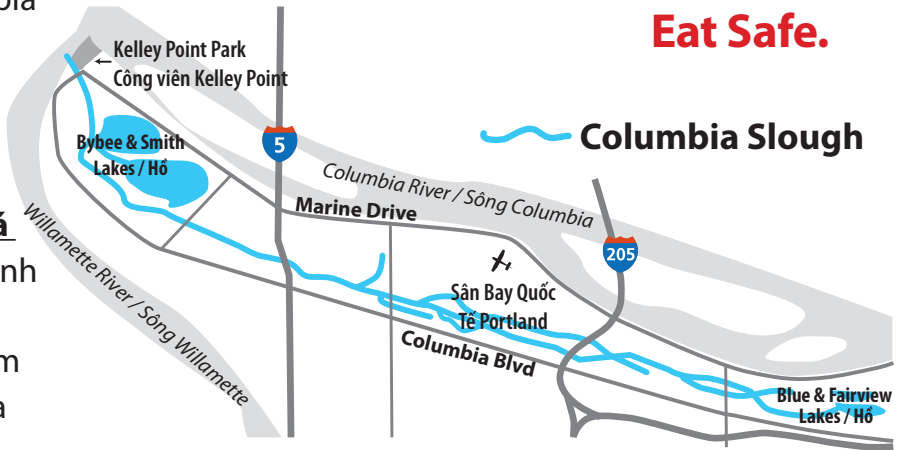 bia
Eat Safe.
Kelley Point Park
Công viên Kelley Point
5
Columbia Slough
Bybee & Smith
Lakes / Hồ
Columbia River / Sông Columbia
Marine Drive
Willamette River / Sông Willamette
á
205
nh
Sân Bay Quốc
Tế Portland
Columbia Blvd
m
a
Blue & Fairview
Lakes / Hồ